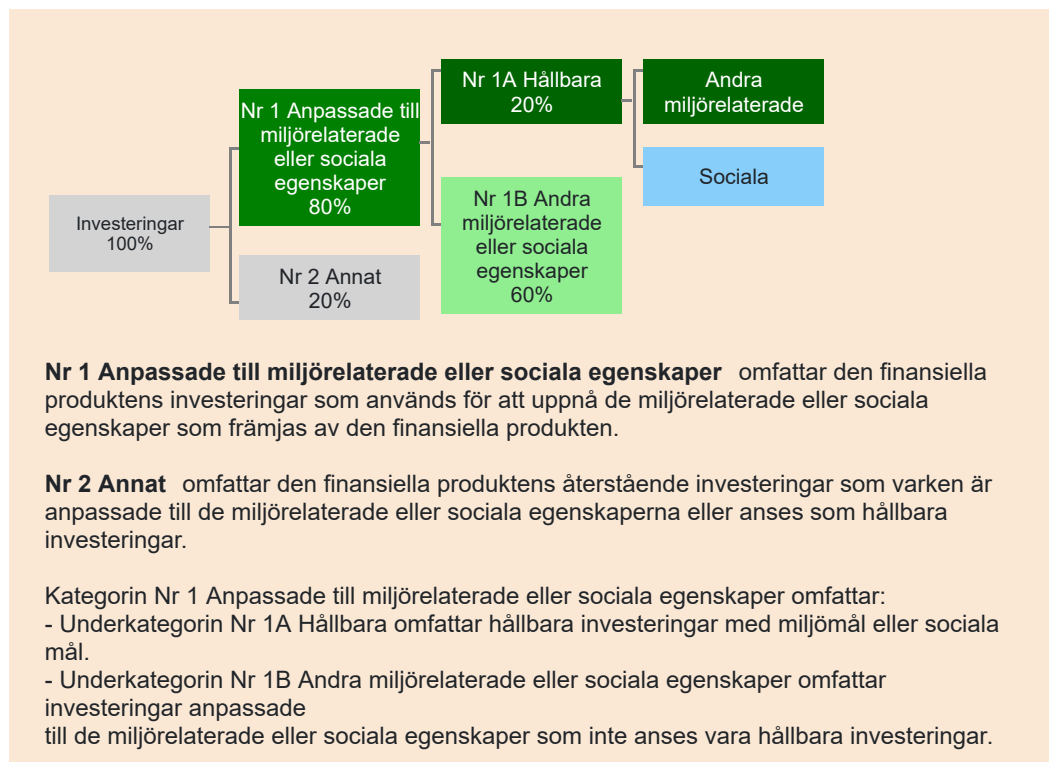 Investeringar
100%
Nr 1 Anpassade till
miljörelaterade
eller sociala
egenskaper
80%
Nr 2 Annat
20%
Nr 1A Hållbara
20%
Nr 1B Andra
miljörelaterade
eller sociala
egenskaper
60%
Andra
miljörelaterade
Sociala
Nr 1 Anpassade till miljörelaterade eller sociala egenskaper omfattar den finansiella
produktens investeringar som används för att uppnå de miljörelaterade eller sociala
egenskaper som främjas av den finansiella produkten.
Nr 2 Annat omfattar den finansiella produktens återstående investeringar som varken är
anpassade till de miljörelaterade eller sociala egenskaperna eller anses som hållbara
investeringar.
Kategorin Nr 1 Anpassade till miljörelaterade eller sociala egenskaper omfattar:
- Underkategorin Nr 1A Hållbara omfattar hållbara investeringar med miljömål eller sociala
mål.
- Underkategorin Nr 1B Andra miljörelaterade eller sociala egenskaper omfattar
investeringar anpassade
till de miljörelaterade eller sociala egenskaper som inte anses vara hållbara investeringar.